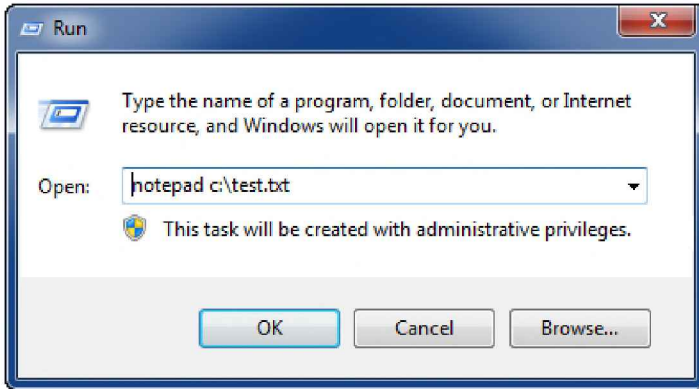 Run
Type the name of a program, folder, document, or Internet
resource, and Windows will open it for you.
Open: notepad c:\test.txt
This task will be created with administrative privileges.
OK Cancel Browse...